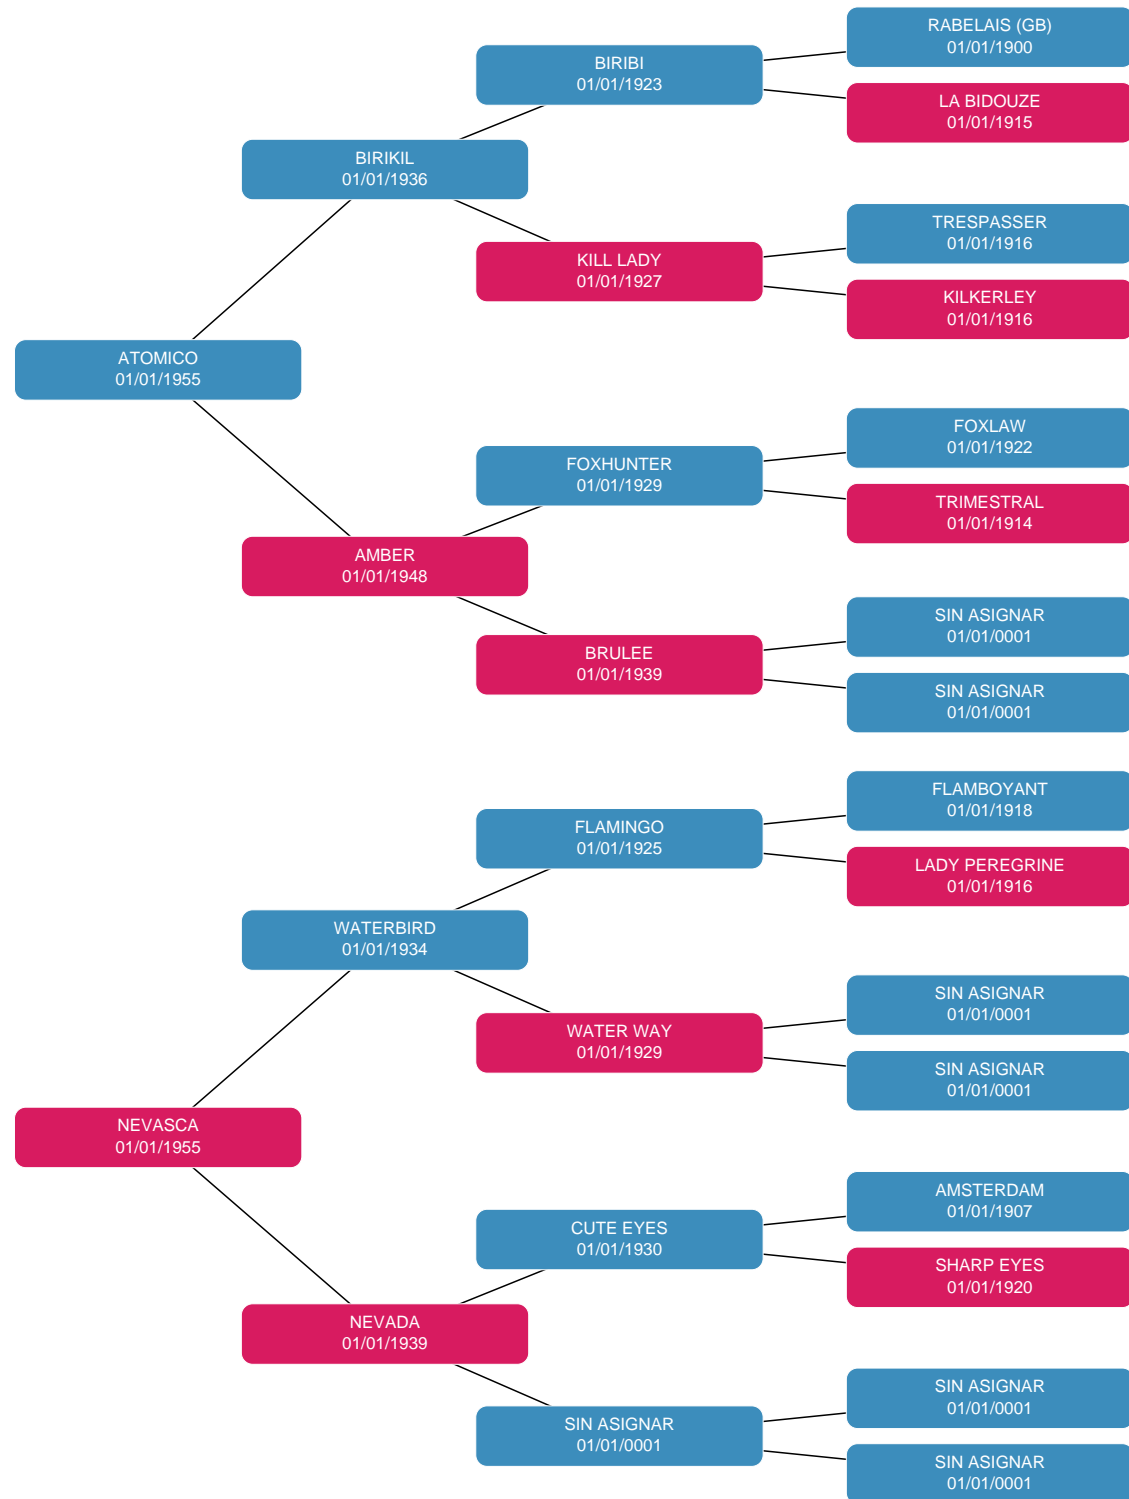 RABELAIS (GB)
01/01/1900
BIRIBI
01/01/1923
LA BIDOUZE
01/01/1915
BIRIKIL
01/01/1936
TRESPASSER
01/01/1916
KILL LADY
01/01/1927
KILKERLEY
01/01/1916
ATOMICO
01/01/1955
FOXLAW
01/01/1922
FOXHUNTER
01/01/1929
TRIMESTRAL
01/01/1914
AMBER
01/01/1948
SIN ASIGNAR
01/01/0001
BRULEE
01/01/1939
SIN ASIGNAR
01/01/0001
FLAMBOYANT
01/01/1918
FLAMINGO
01/01/1925
LADY PEREGRINE
01/01/1916
WATERBIRD
01/01/1934
SIN ASIGNAR
01/01/0001
WATER WAY
01/01/1929
SIN ASIGNAR
01/01/0001
NEVASCA
01/01/1955
AMSTERDAM
01/01/1907
CUTE EYES
01/01/1930
SHARP EYES
01/01/1920
NEVADA
01/01/1939
SIN ASIGNAR
01/01/0001
SIN ASIGNAR
01/01/0001
SIN ASIGNAR
01/01/0001